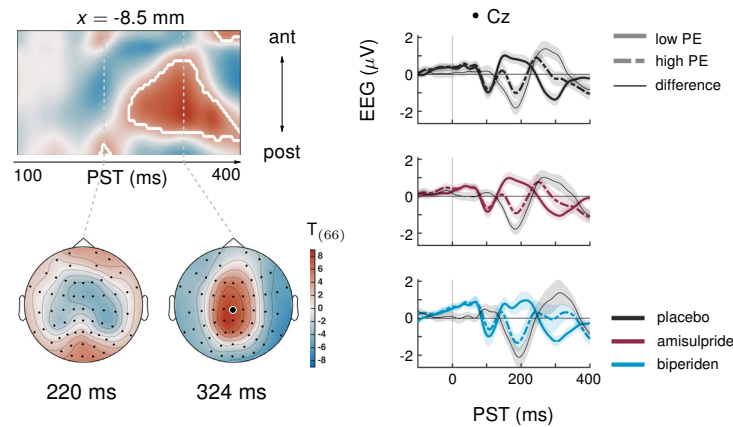 x = -8.5 mm
ant
post
100
PST (ms)
400
T(66)
8
6
4
2
0
-2
-4
-6
-8
220 ms
324 ms
• Cz
EEG (μV)
2
0
-2
low PE
high PE
difference
2
0
-2
2
0
-2
0
200
400
PST (ms)
placebo
amisulpride
biperiden